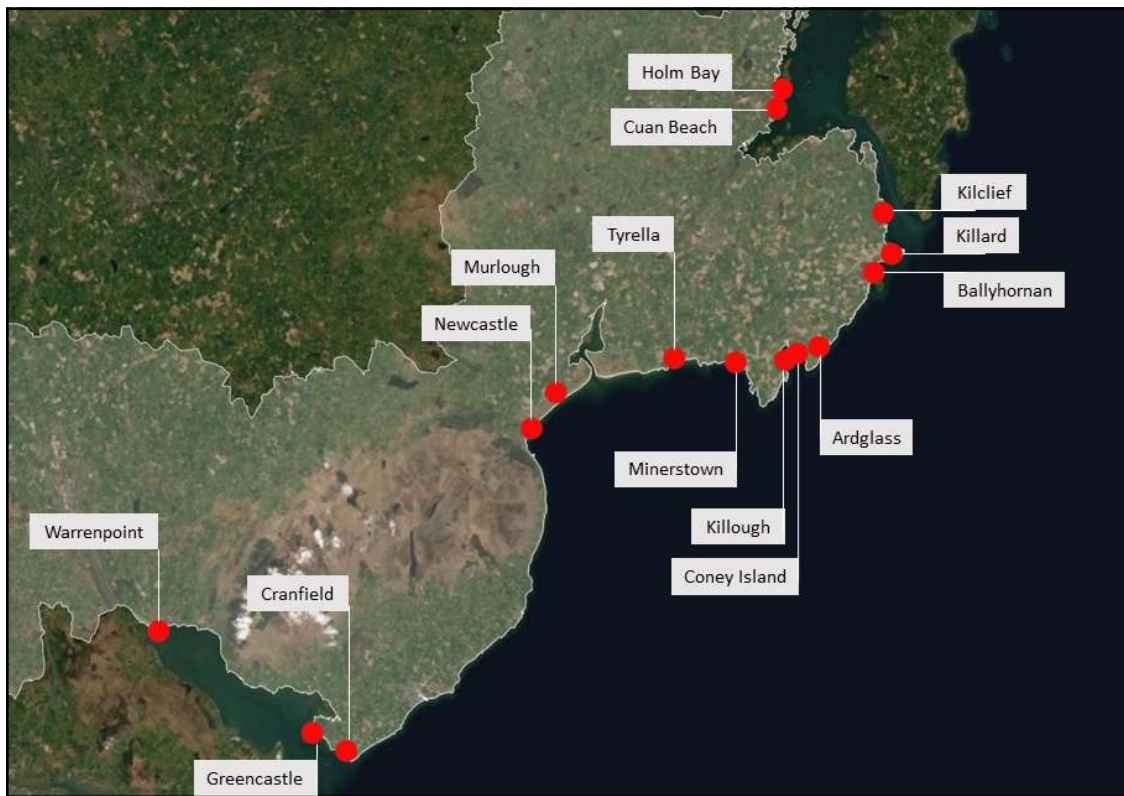 Holm Bay
Cuan Beach
Kilclief
Killard
Tyrella
Murlough
Ballyhornan
Newcastle
Ardglass
Minerstown
Killough
Warrenpoint
Coney Island
Cranfield
Greencastle